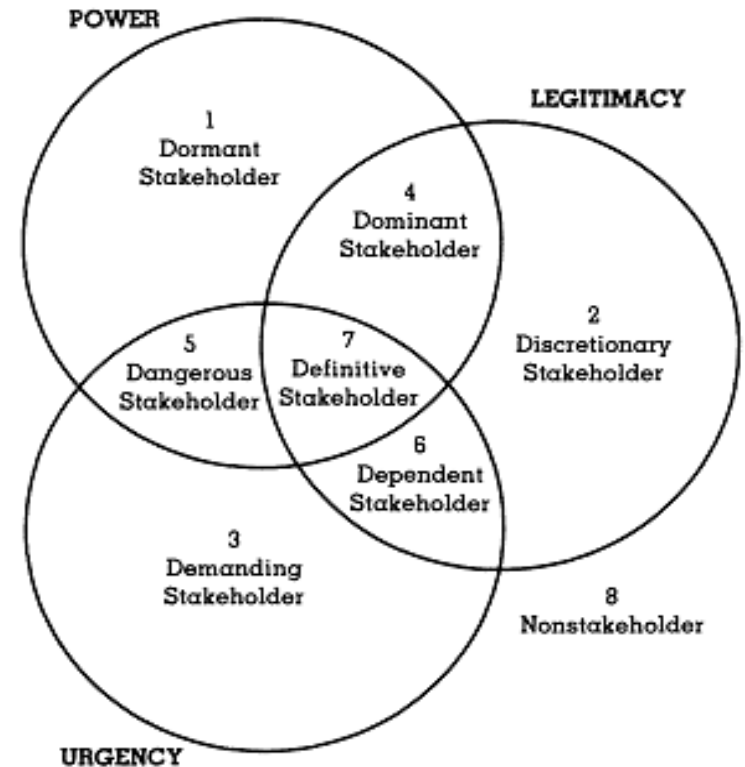 POWER
LEGITIMACY
1
Dormant
Stakeholder
4
Dominant
Stakeholder
2
Discretionary
Stakeholder
5
Dangerous
Stakeholder
7
Definitive
Stakeholder
6
Dependent
Stakeholder
3
Demanding
Stakeholder
8
Nonstakeholder
URGENCY